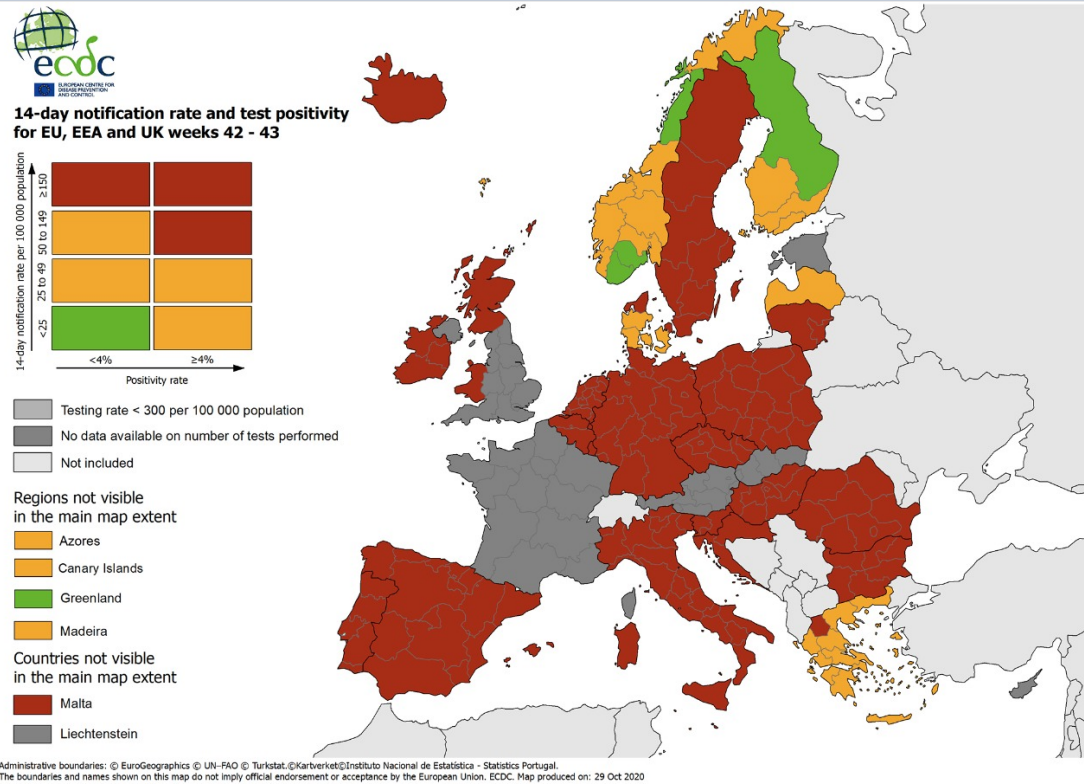 ecdc
EUROPEAN CENTRE FOR
DISEASE PREVENTION
AND CONTROL
14-day notification rate and test positivity
for EU, EEA and UK weeks 42 - 43
14-day notification rate per 100 000 population
≥150
50 to 149
25 to 49
<25
<4%
≥4%
Positivity rate
Testing rate < 300 per 100 000 population
No data available on number of tests performed
Not included
Regions not visible
in the main map extent
Azores
Canary Islands
Greenland
Madeira
Countries not visible
in the main map extent
Malta
Liechtenstein
Administrative boundaries: © EuroGeographics © UN–FAO © Turkstat.©Kartverket©Instituto Nacional de Estatística - Statistics Portugal.
The boundaries and names shown on this map do not imply official endorsement or acceptance by the European Union. ECDC. Map produced on: 29 Oct 2020